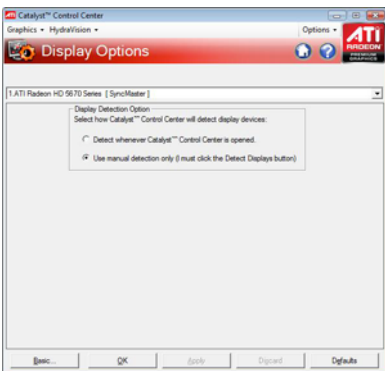 Catalyst™ Control Center
Graphics HydraVision Options
Display Options
ATI
RADEON
PREMIUM
GRAPHICS
1.ATI Radeon HD 5670 Series [ SyncMaster ]
Display Detection Option
Select how Catalyst™ Control Center will detect display devices:
Detect whenever Catalyst™ Control Center is opened.
Use manual detection only (I must click the Detect Displays button)
Basic... OK Apply Discard Defaults